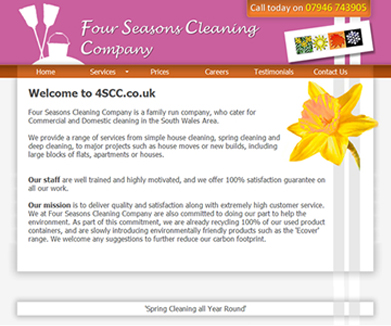 Call today on 07946 743905
Four Seasons Cleaning
Company
Home Services Prices Careers Testimonials Contact Us
Welcome to 4SCC.co.uk
Four Seasons Cleaning Company is a family run company, who cater for
Commercial and Domestic cleaning in the South Wales Area.
We provide a range of services from simple house cleaning, spring cleaning and
deep cleaning, to major projects such as house moves or new builds, including
large blocks of flats, apartments or houses.
Our staff are well trained and highly motivated, and we offer 100% satisfaction guarantee on
all our work.
Our mission is to deliver quality and satisfaction along with extremely high customer service.
We at Four Seasons Cleaning Company are also committed to doing our part to help the
environment. As part of this commitment, we are already recycling 100% of our used product
containers, and are slowly introducing environmentally friendly products such as the 'Ecover'
range. We welcome any suggestions to further reduce our carbon footprint.
'Spring Cleaning all Year Round'